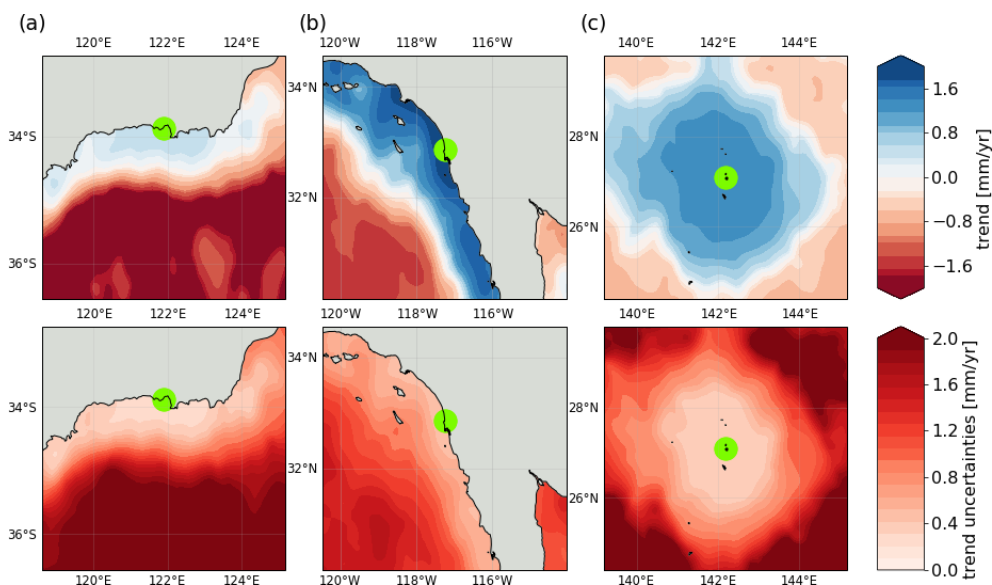 (a) (b) (c)
120°E 122°E 124°E 120°W 118°W 116°W 140°E 142°E 144°E
34°S 34°N 28°N 1.6
0.8
32°N 0.0
26°N −0.8
36°S −1.6
trend [mm/yr]
120°E 122°E 124°E 120°W 118°W 116°W 140°E 142°E 144°E
34°S 34°N 28°N 2.0
1.6
1.2
32°N 0.8
26°N 0.4
36°S 0.0
trend uncertainties [mm/yr]